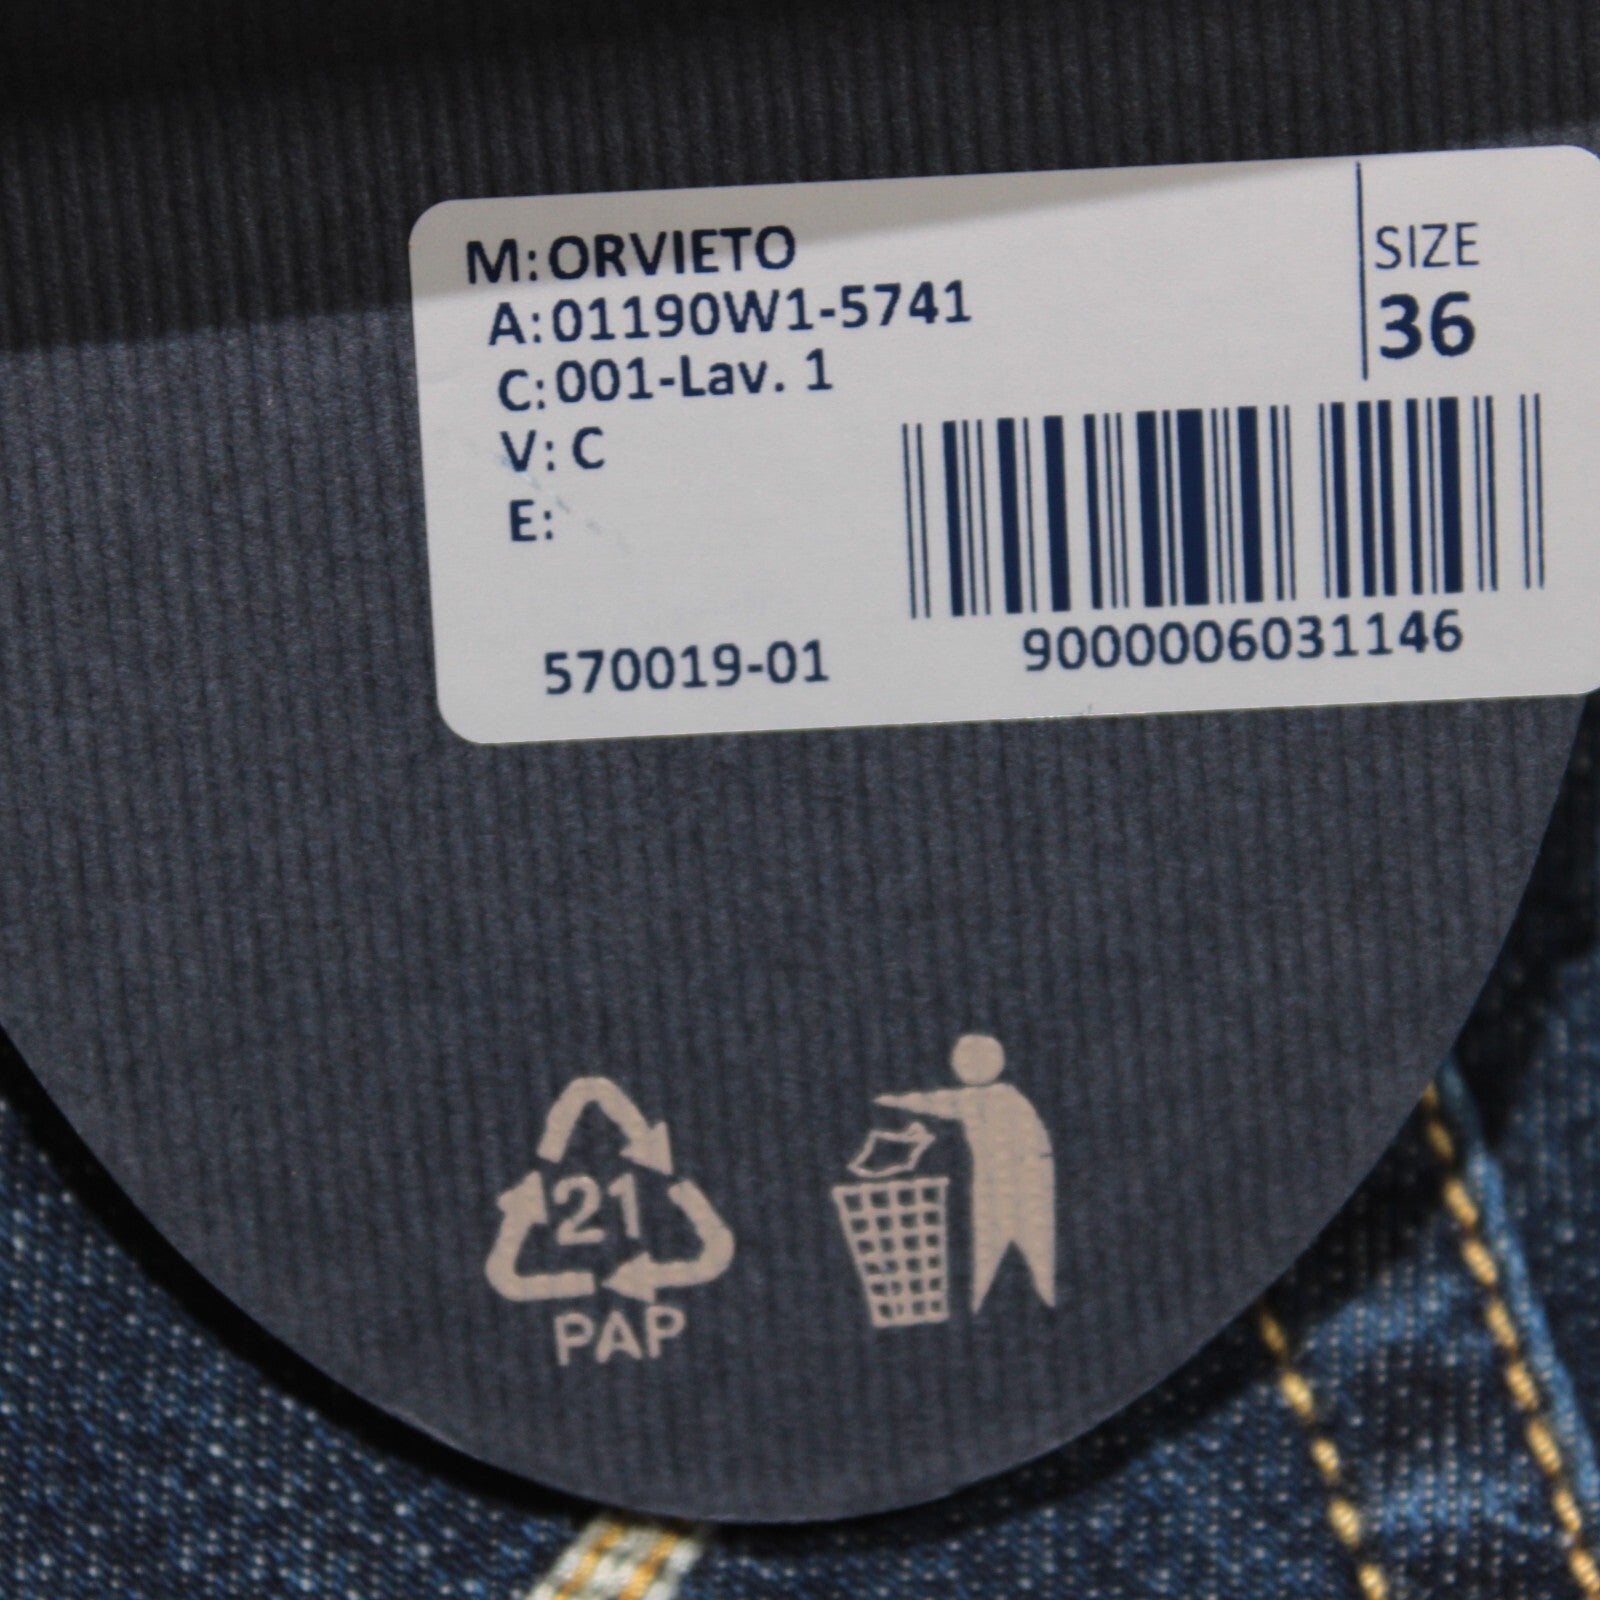 M: ORVIETO
A: 01190W1-5741
C: 001-Lav. 1
V: C
E:
SIZE
36
570019-01
9000006031146
21
PAP